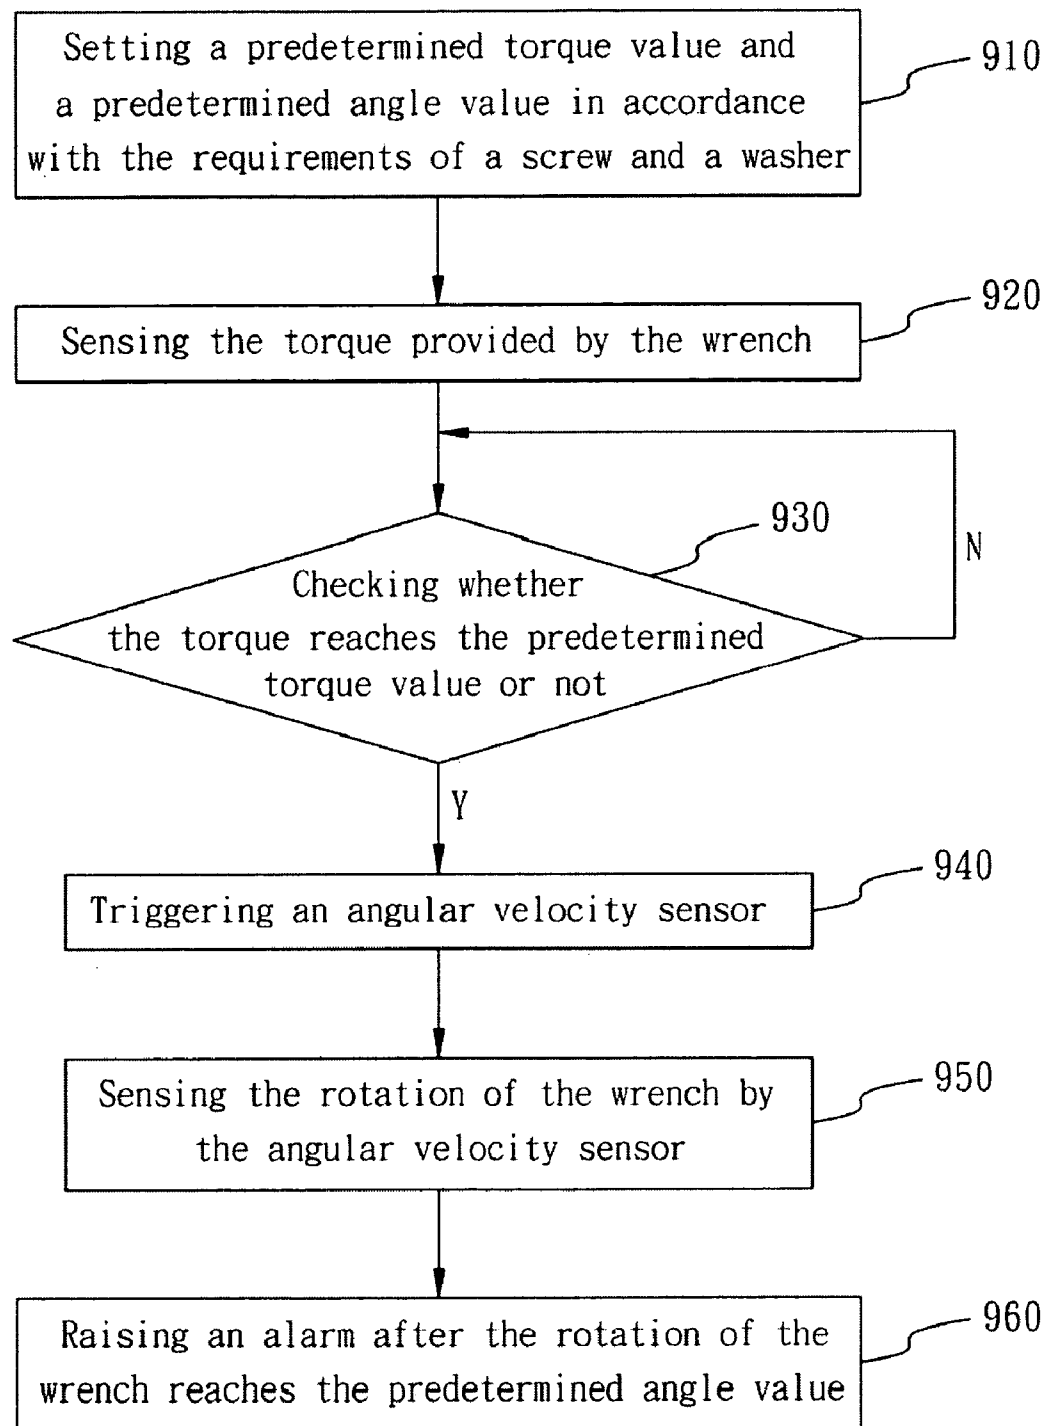 Setting a predetermined torque value and
a predetermined angle value in accordance
with the requirements of a screw and a washer
910
Sensing the torque provided by the wrench
920
930
Checking whether
the torque reaches the predetermined
torque value or not
N
Y
Triggering an angular velocity sensor
940
Sensing the rotation of the wrench by
the angular velocity sensor
950
Raising an alarm after the rotation of the
wrench reaches the predetermined angle value
960